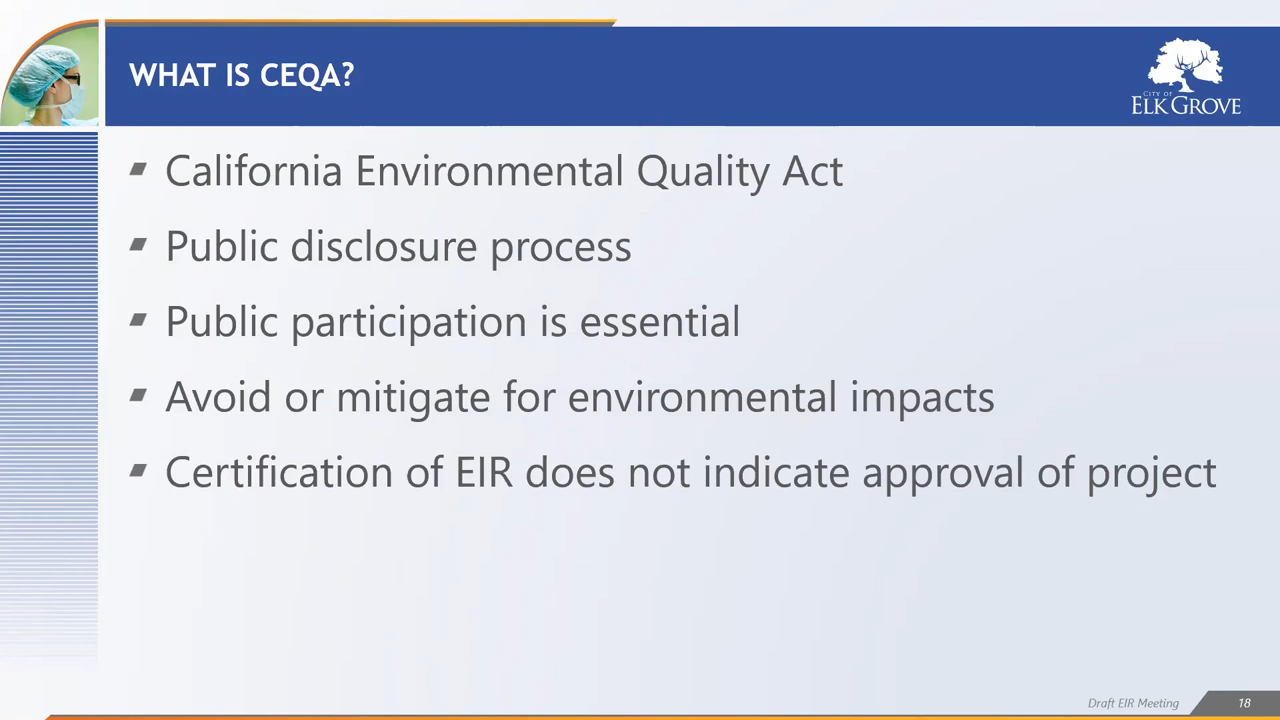 WHAT IS CEQA?
CITY OF
ELK GROVE
California Environmental Quality Act
Public disclosure process
Public participation is essential
Avoid or mitigate for environmental impacts
Certification of EIR does not indicate approval of project
Draft EIR Meeting
18